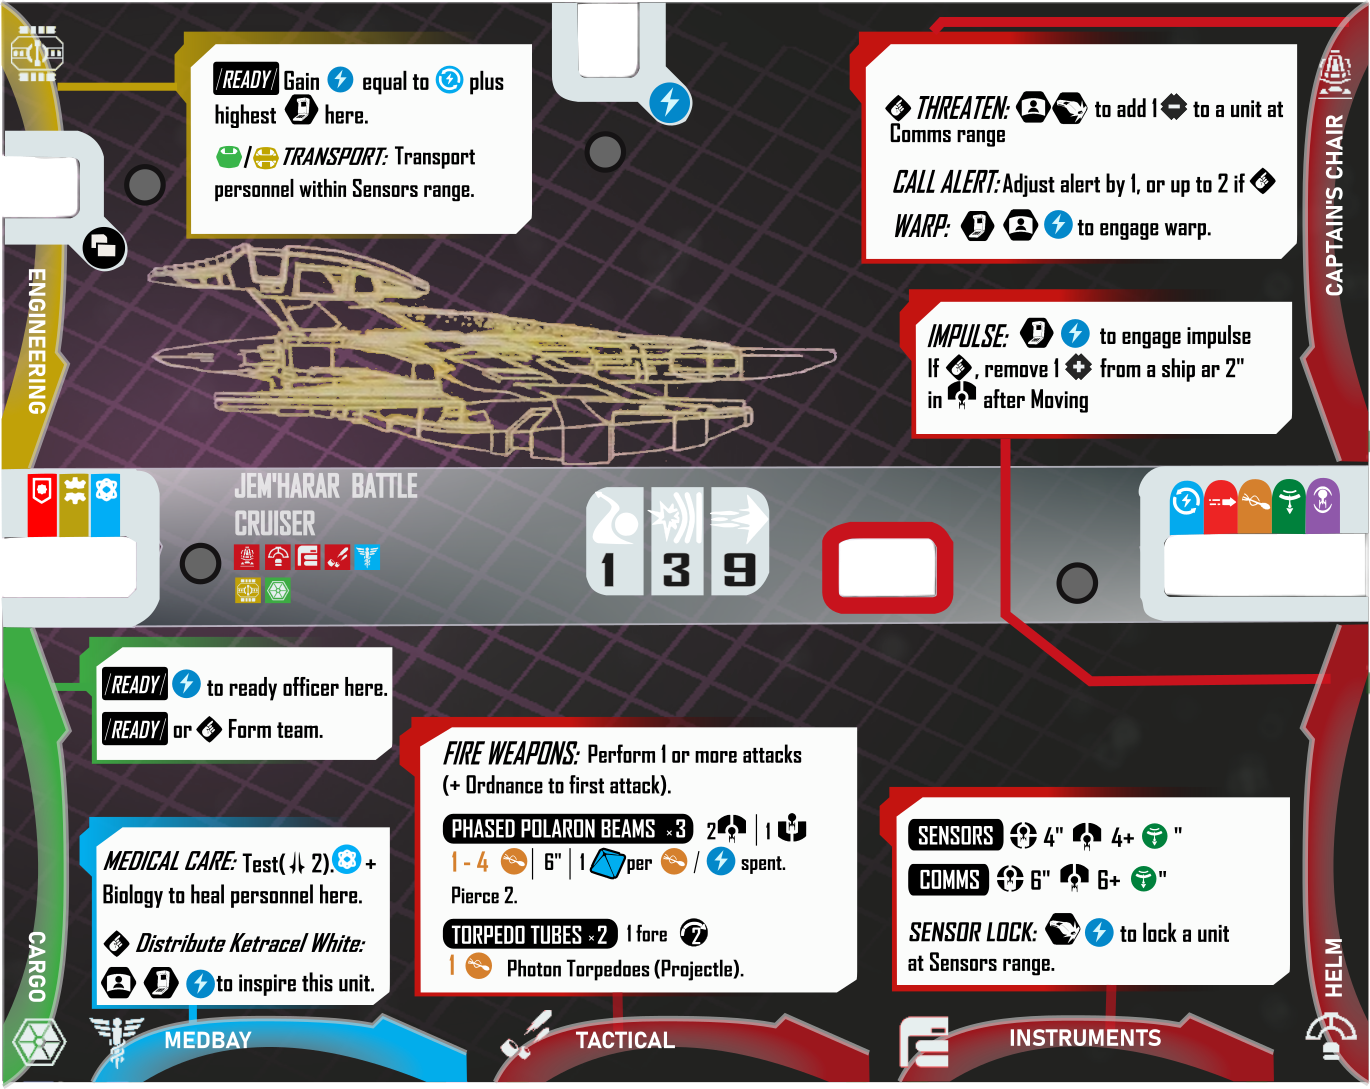 READY Gain equal to plus
highest here.
/ TRANSPORT: Transport
personnel within Sensors range.
ENGINEERING
THREATEN: to add 1 to a unit at
Comms range
CALL ALERT: Adjust alert by 1, or up to 2 if
WARP: to engage warp.
CAPTAIN'S CHAIR
IMPULSE: to engage impulse
If , remove 1 from a ship ar 2"
in after Moving
JEM'HARAR BATTLE
CRUISER
1 3 9
READY to ready officer here.
READY or Form team.
CARGO
MEDICAL CARE: Test( 2). +
Biology to heal personnel here.
Distribute Ketracel White:
to inspire this unit.
MEDBAY
FIRE WEAPONS: Perform 1 or more attacks
(+ Ordnance to first attack).
PHASED POLARON BEAMS ×3 2 | 1
1 - 4 | 6" | 1 per / spent.
Pierce 2.
TORPEDO TUBES ×2 1 fore 2
1 Photon Torpedoes (Projectle).
TACTICAL
SENSORS 4" 4+ "
COMMS 6" 6+ "
SENSOR LOCK: to lock a unit
at Sensors range.
INSTRUMENTS
HELM